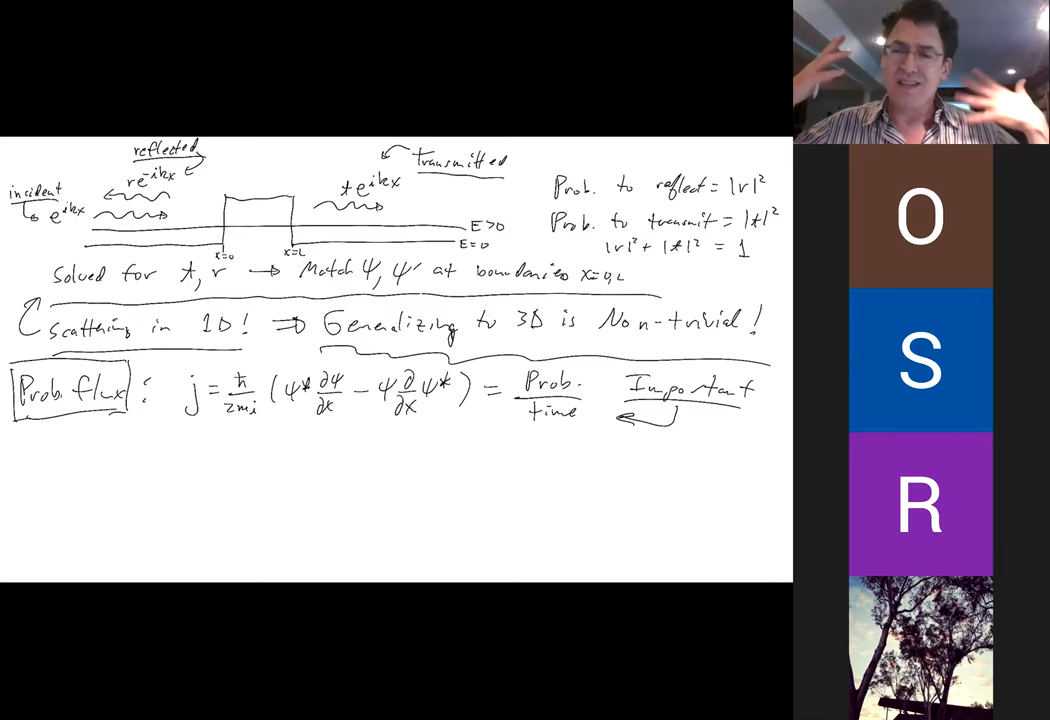 reflected
transmitted
incident
re^-ikx
e^ikx
t e^ikx
Prob. to reflect = |r|²
Prob. to transmit = |t|²
|r|² + |t|² = 1
E>0
E=0
x=0
x=L
Solved for t, r → Match Ψ, Ψ' at boundaries x=0,L
Scattering in 1D! ⇒ Generalizing to 3D is Non-trivial!
Prob. flux : j = ħ/2mi (Ψ* ∂Ψ/∂x - Ψ ∂/∂x Ψ*) = Prob./time Important
O
S
R